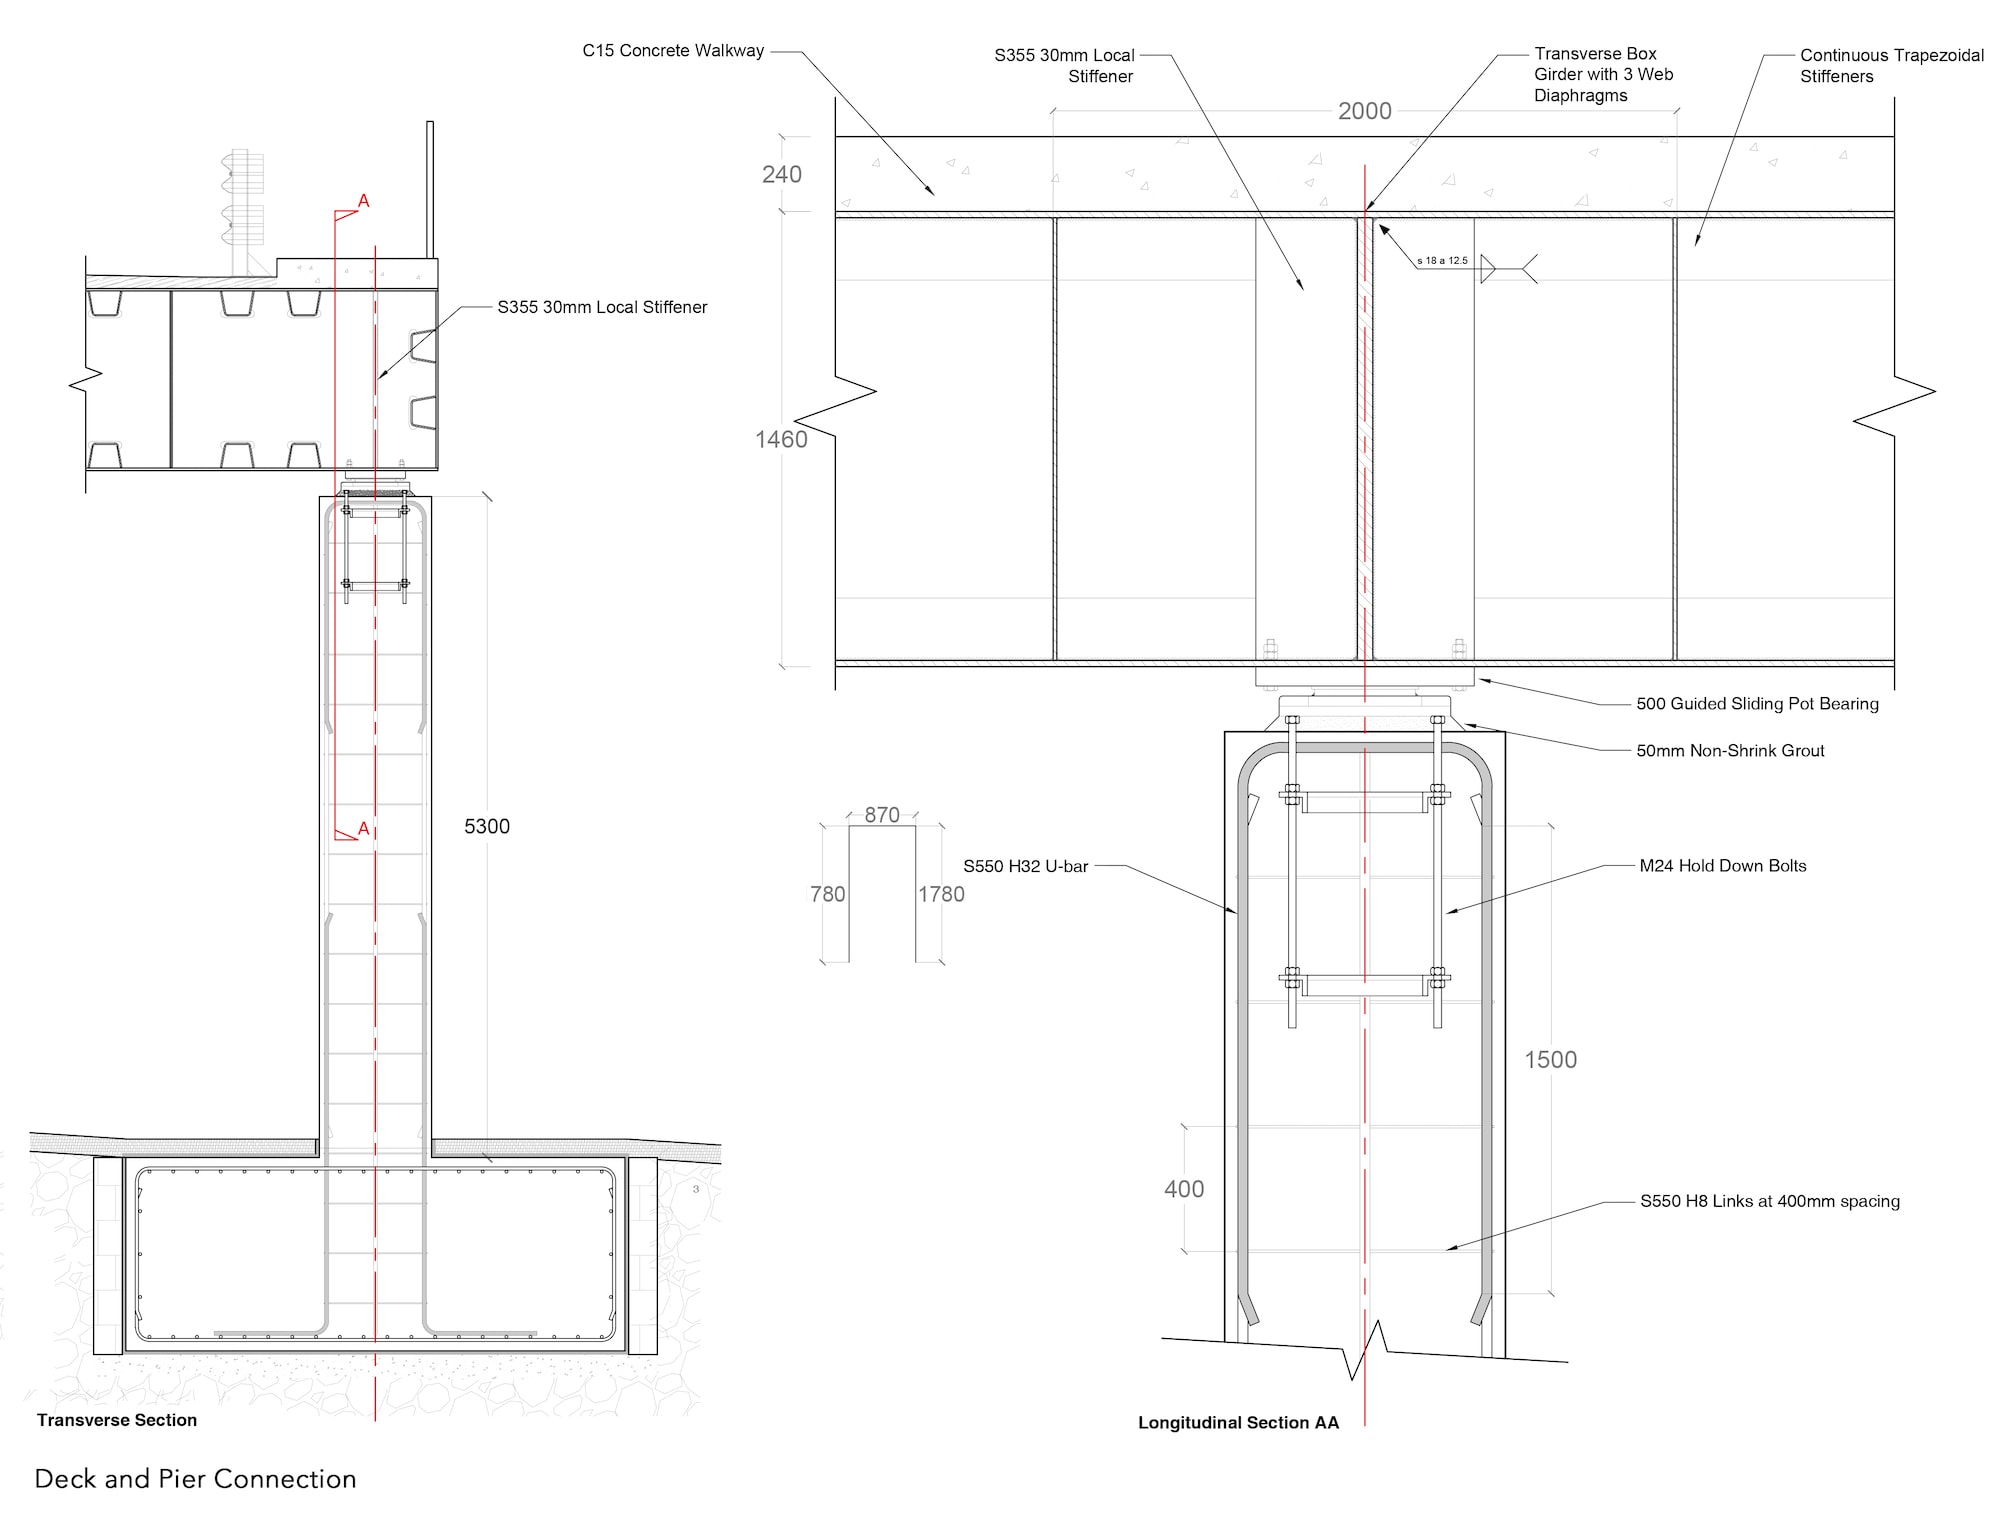 C15 Concrete Walkway
S355 30mm Local
Stiffener
Transverse Box
Girder with 3 Web
Diaphragms
Continuous Trapezoidal
Stiffeners
2000
240
A
s 18 a 12.5
S355 30mm Local Stiffener
1460
500 Guided Sliding Pot Bearing
50mm Non-Shrink Grout
870
5300
A
780
1780
S550 H32 U-bar
M24 Hold Down Bolts
1500
400
3
S550 H8 Links at 400mm spacing
Transverse Section
Longitudinal Section AA
Deck and Pier Connection